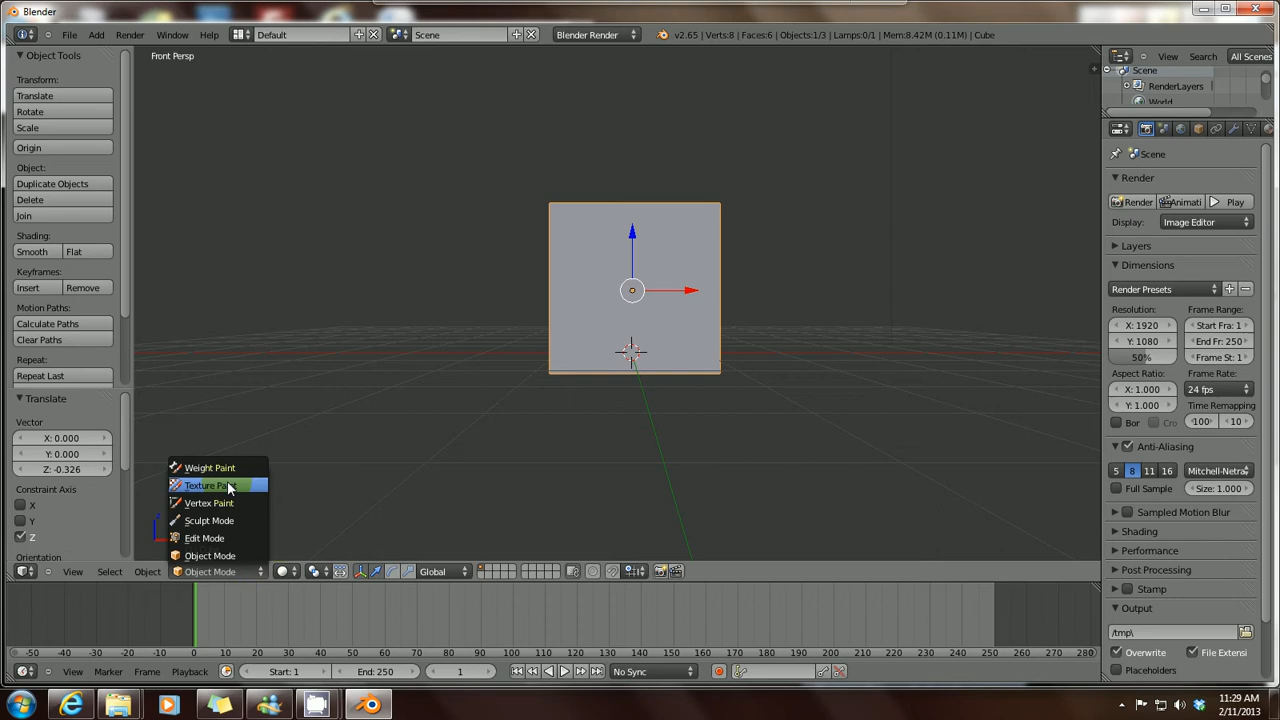 Blender
File Add Render Window Help Default Scene Blender Render v2.65 | Verts:8 | Faces:6 | Objects:1/3 | Lamps:0/1 | Mem:8.42M (0.11M) | Cube
Object Tools
Transform:
Translate
Rotate
Scale
Origin
Object:
Duplicate Objects
Delete
Join
Shading:
Smooth Flat
Keyframes:
Insert Remove
Motion Paths:
Calculate Paths
Clear Paths
Repeat:
Repeat Last
Translate
Vector
X: 0.000
Y: 0.000
Z: -0.326
Constraint Axis
X
Y
Z
Orientation
Front Persp
z
Weight Paint
Texture Paint
Vertex Paint
Sculpt Mode
Edit Mode
Object Mode
View Select Object Object Mode Global
-50 -40 -30 -20 -10 0 10 20 30 40 50 60 70 80 90 100 110 120 130 140 150 160 170 180 190 200 210 220 230 240 250 260 270 280
View Marker Frame Playback Start: 1 End: 250 1 No Sync
View Search All Scenes
Scene
RenderLayers
World
Scene
Render
Render Animati Play
Display: Image Editor
Layers
Dimensions
Render Presets
Resolution: Frame Range:
X: 1920 Start Fra: 1
Y: 1080 End Fr: 250
50% Frame St: 1
Aspect Ratio: Frame Rate:
X: 1.000 24 fps
Y: 1.000 Time Remapping
Bor Cro 100 10
Anti-Aliasing
5 8 11 16 Mitchell-Netra
Full Sample Size: 1.000
Sampled Motion Blur
Shading
Performance
Post Processing
Stamp
Output
/tmp\
Overwrite File Extensi
Placeholders
11:29 AM
2/11/2013